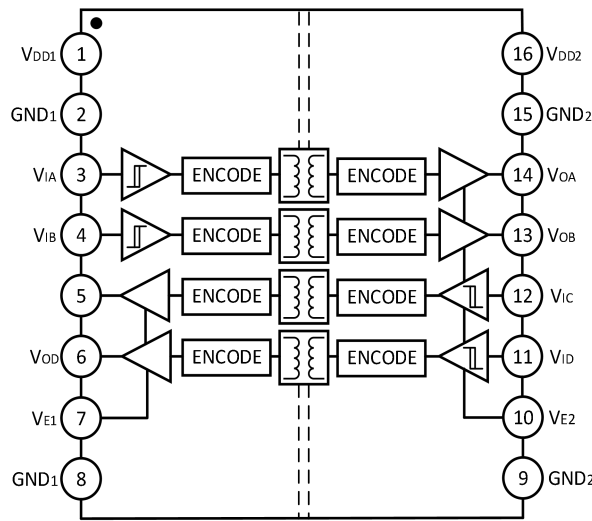 VDD1 1 16 VDD2
GND1 2 15 GND2
VIA 3 ENCODE ENCODE 14 VOA
VIB 4 ENCODE ENCODE 13 VOB
5 ENCODE ENCODE 12 VIC
VOD 6 ENCODE ENCODE 11 VID
VE1 7 10 VE2
GND1 8 9 GND2